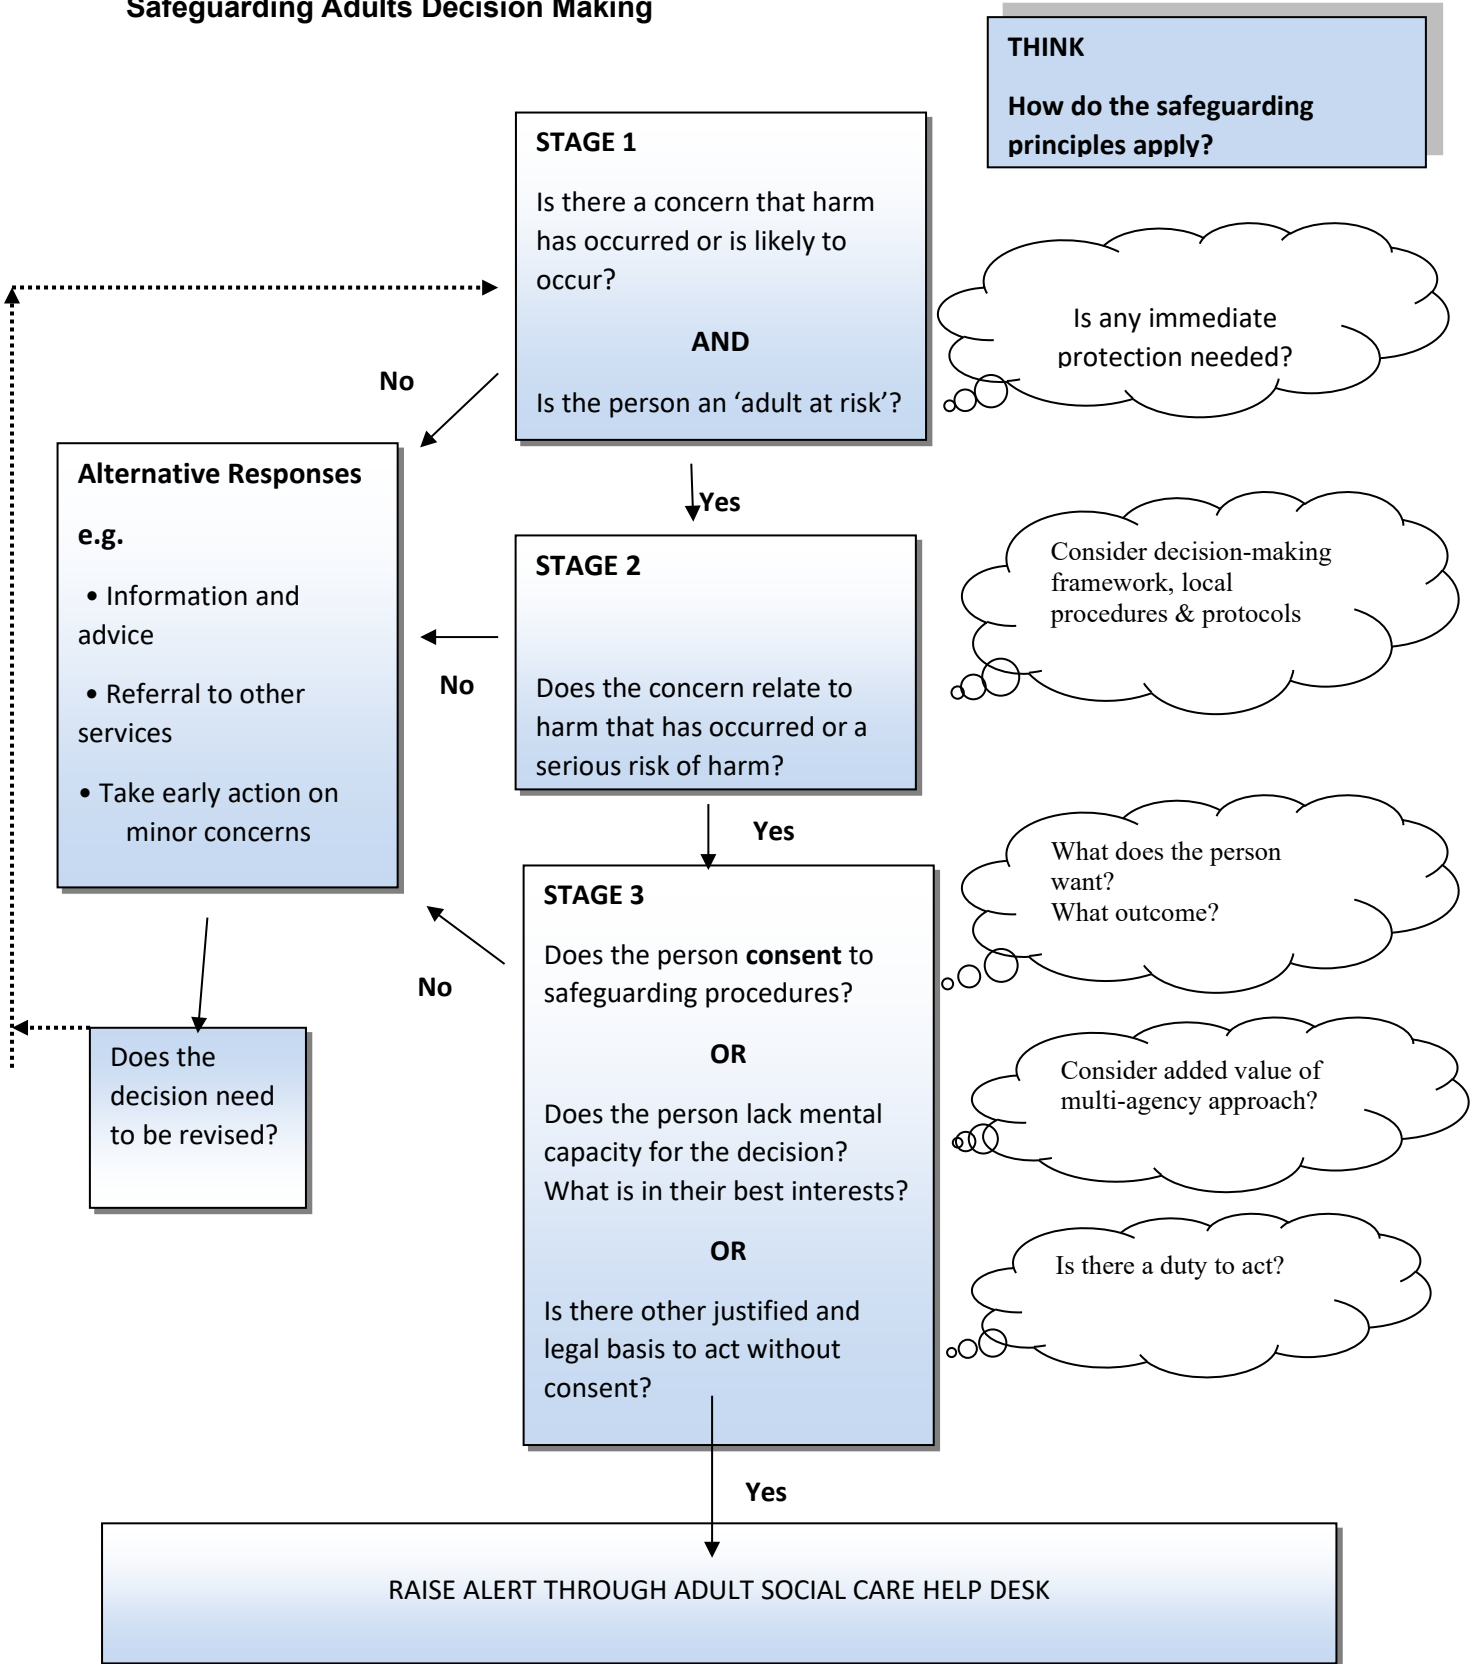 Safeguarding Adults Decision Making
THINK
How do the safeguarding
principles apply?
STAGE 1
Is there a concern that harm
has occurred or is likely to
occur?
AND
Is the person an ‘adult at risk’?
Is any immediate
protection needed?
No
Yes
Alternative Responses
e.g.
• Information and
advice
• Referral to other
services
• Take early action on
minor concerns
STAGE 2
Does the concern relate to
harm that has occurred or a
serious risk of harm?
Consider decision-making
framework, local
procedures & protocols
No
Yes
STAGE 3
Does the person consent to
safeguarding procedures?
OR
Does the person lack mental
capacity for the decision?
What is in their best interests?
OR
Is there other justified and
legal basis to act without
consent?
What does the person
want?
What outcome?
No
Does the
decision need
to be revised?
Consider added value of
multi-agency approach?
Is there a duty to act?
Yes
RAISE ALERT THROUGH ADULT SOCIAL CARE HELP DESK